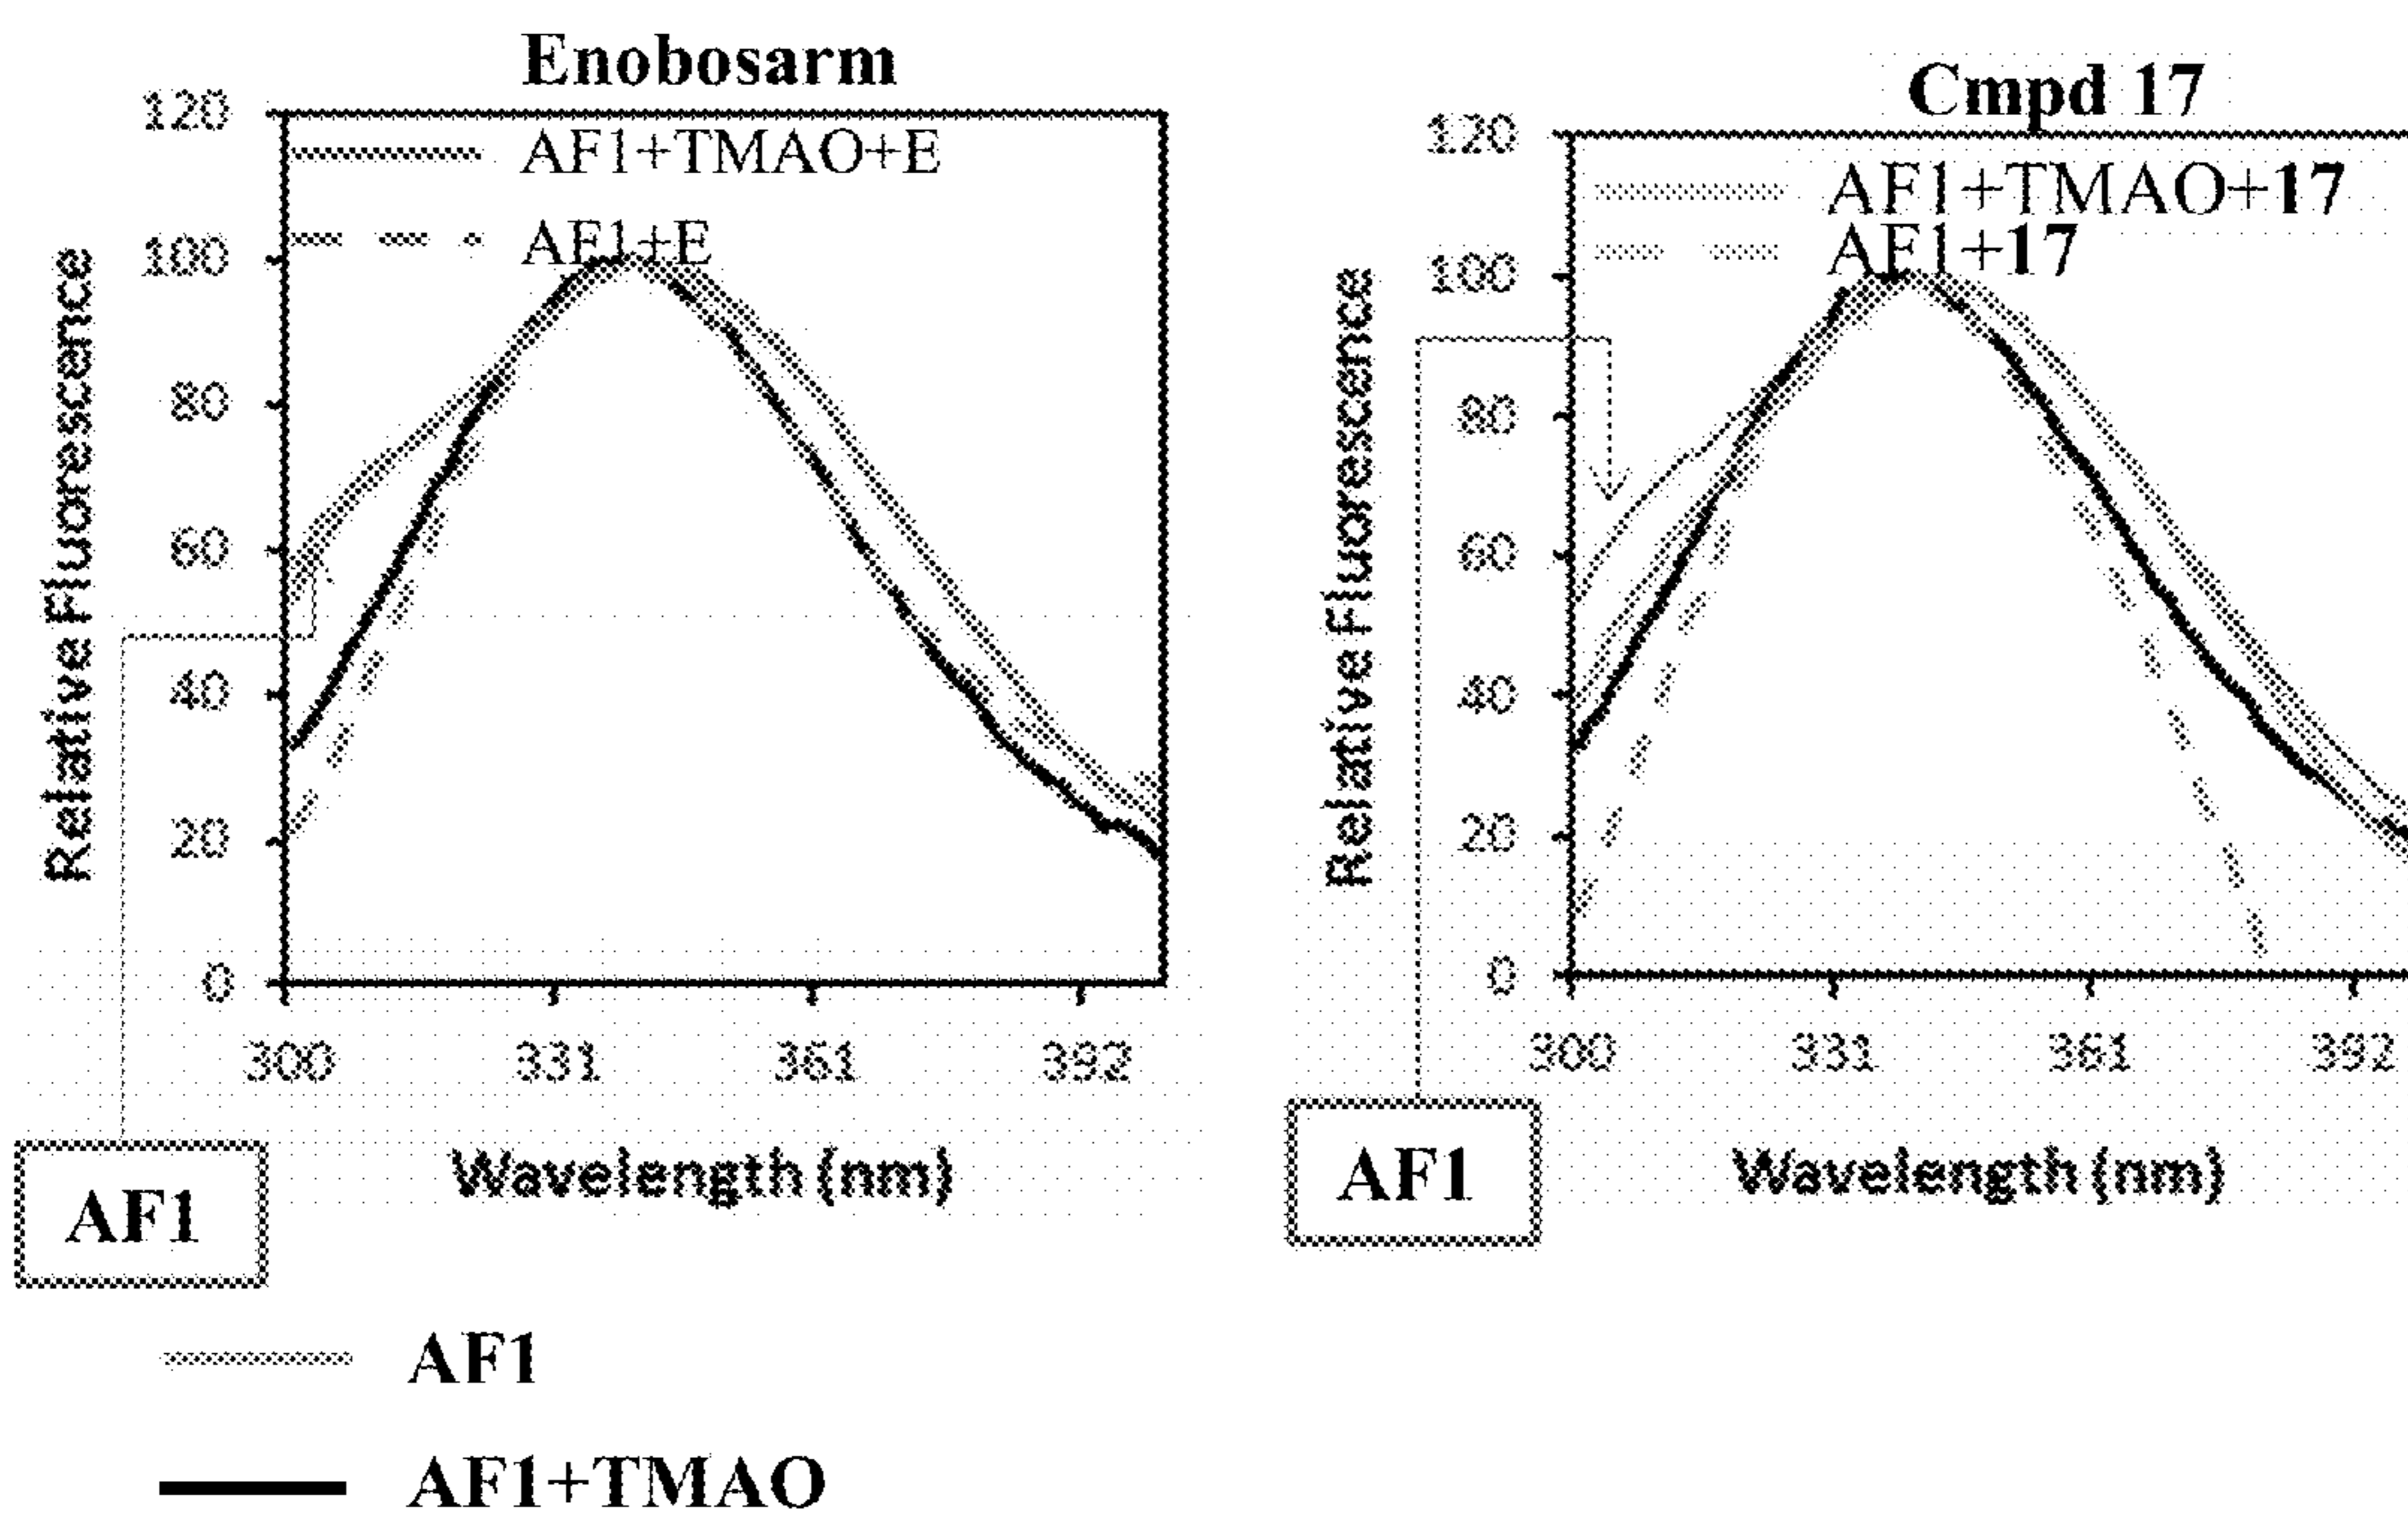 Enobosarm
120
AF1+TMAO+E
AF1+E
100
80
60
40
20
0
Relative Fluorescence
300 331 361 392
Wavelength (nm)
AF1
Cmpd 17
120
AF1+TMAO+17
AF1+17
100
80
60
40
20
0
Relative Fluorescence
300 331 361 392
Wavelength (nm)
AF1
AF1
AF1+TMAO